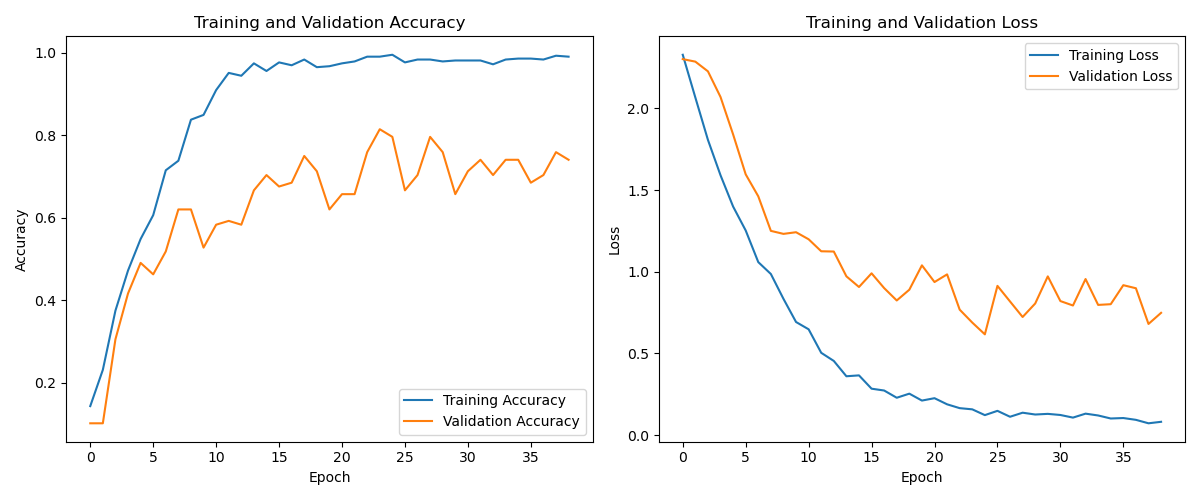 Training and Validation Accuracy
Accuracy
1.0
0.8
0.6
0.4
0.2
Training Accuracy
Validation Accuracy
0 5 10 15 20 25 30 35
Epoch
Training and Validation Loss
Loss
2.0
1.5
1.0
0.5
0.0
Training Loss
Validation Loss
0 5 10 15 20 25 30 35
Epoch